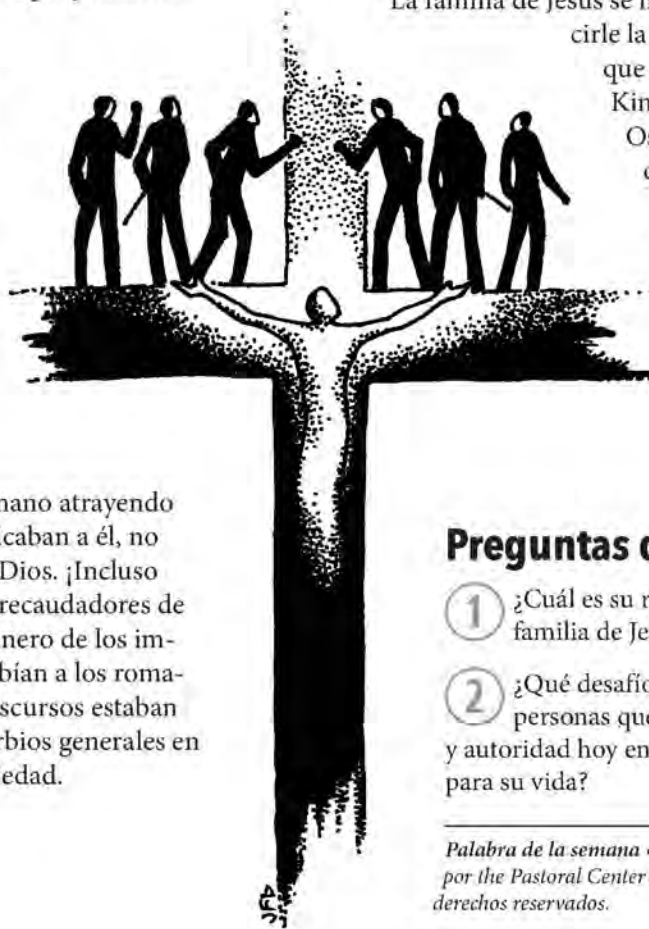 La familia de Jesús se
cirle la
que
Kin
Os
mano atrayendo
icaban a él, no
Dios. ¡Incluso
recaudadores de
nero de los im-
bían a los roma-
scursos estaban
rbios generales en
edad.
Preguntas
1 ¿Cuál es su
familia de Je
2 ¿Qué desafío
personas que
y autoridad hoy en
para su vida?
Palabra de la semana
por the Pastoral Center
derechos reservados.